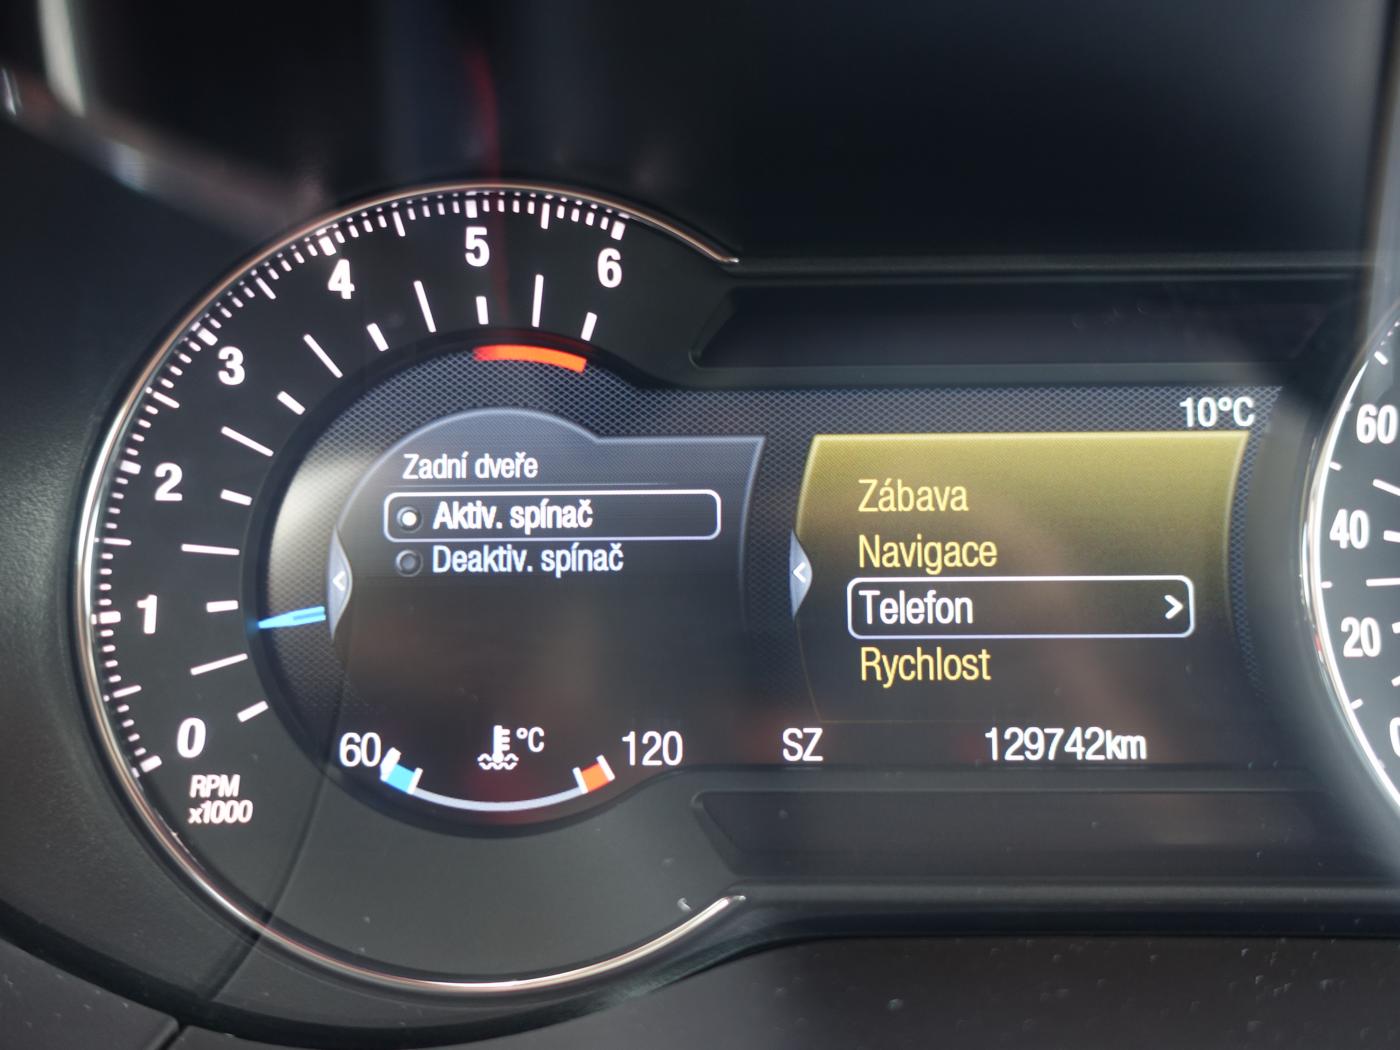 6
5
4
3
2
1
0
RPM
x1000
10°C
Zadní dveře
Aktiv. spínač
Deaktiv. spínač
Zábava
Navigace
Telefon >
Rychlost
60 °C 120
SZ 129742km
60
40
20
0